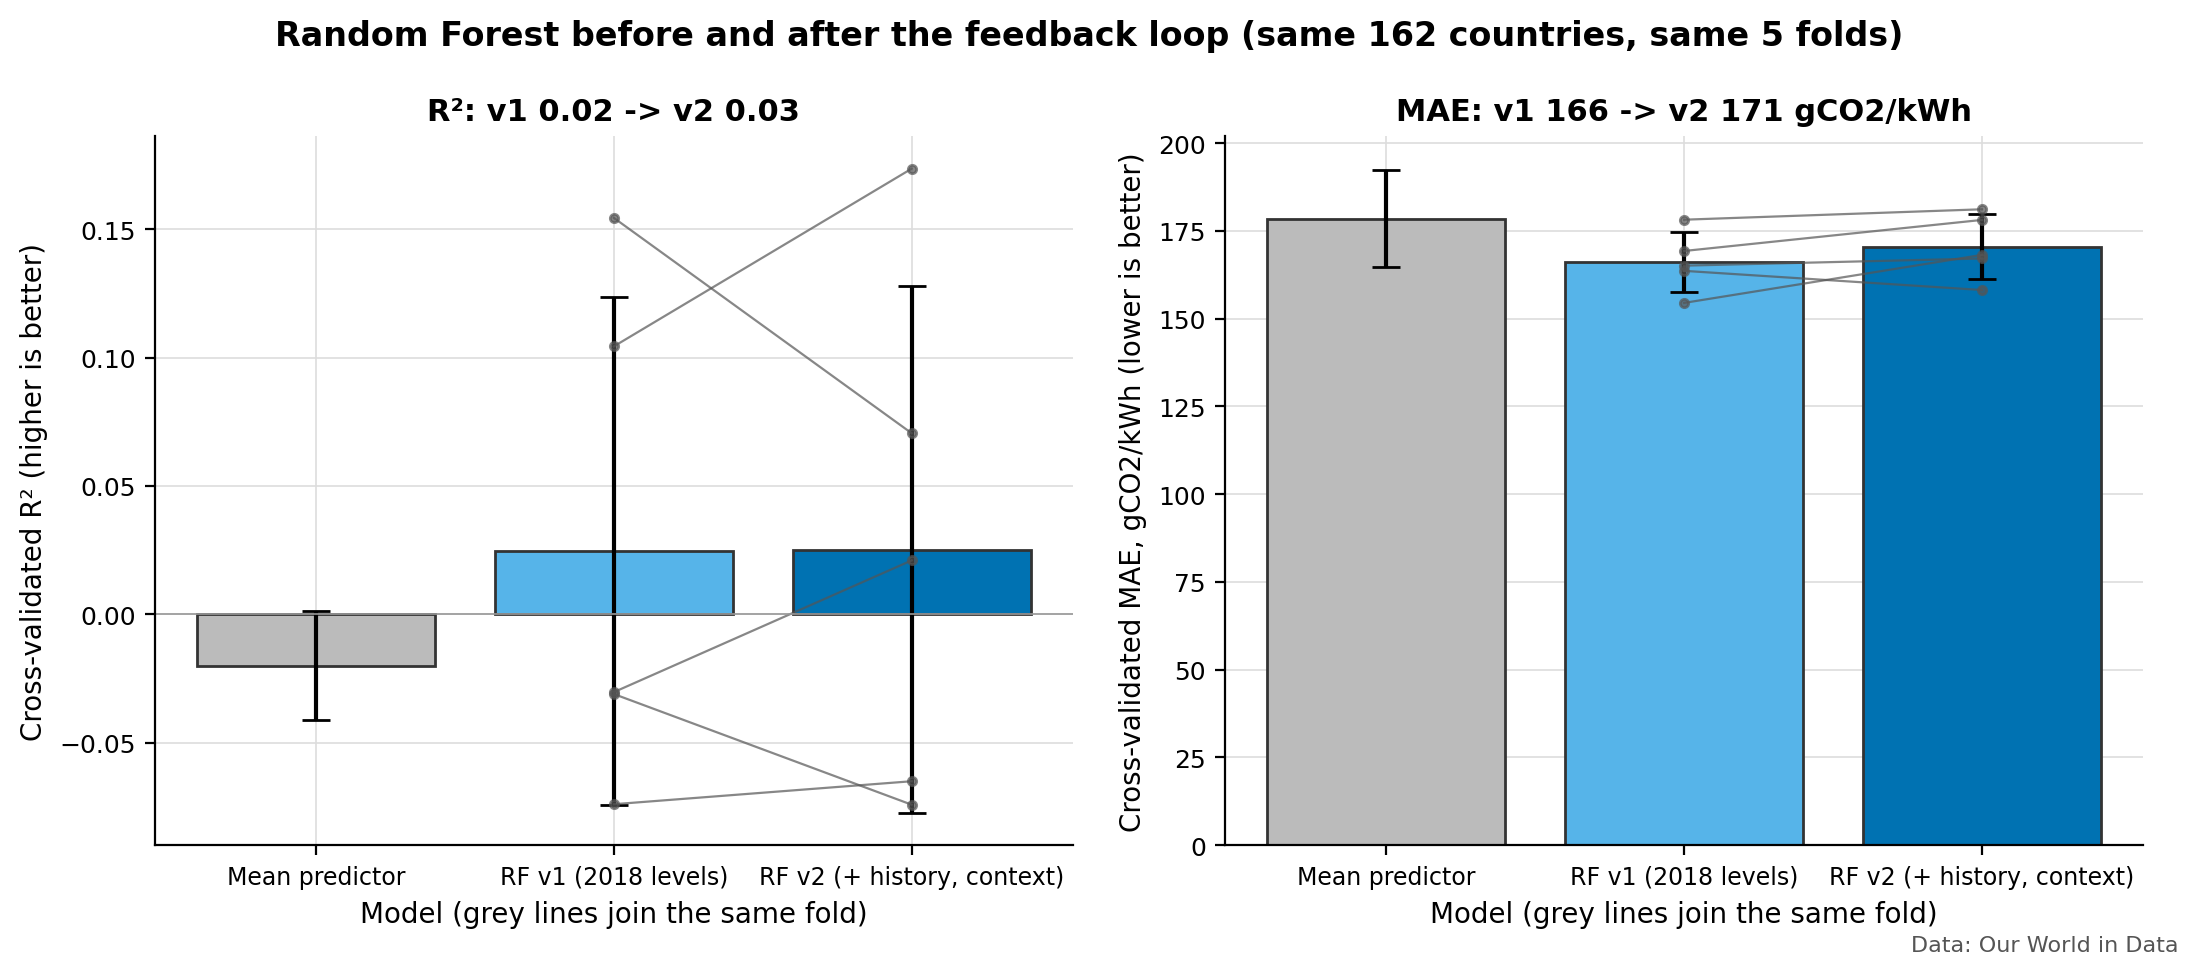 Random Forest before and after the feedback loop (same 162 countries, same 5 folds)
R²: v1 0.02 -> v2 0.03
Cross-validated R² (higher is better)
0.15
0.10
0.05
0.00
−0.05
Mean predictor
RF v1 (2018 levels)
RF v2 (+ history, context)
Model (grey lines join the same fold)
MAE: v1 166 -> v2 171 gCO2/kWh
Cross-validated MAE, gCO2/kWh (lower is better)
200
175
150
125
100
75
50
25
0
Mean predictor
RF v1 (2018 levels)
RF v2 (+ history, context)
Model (grey lines join the same fold)
Data: Our World in Data